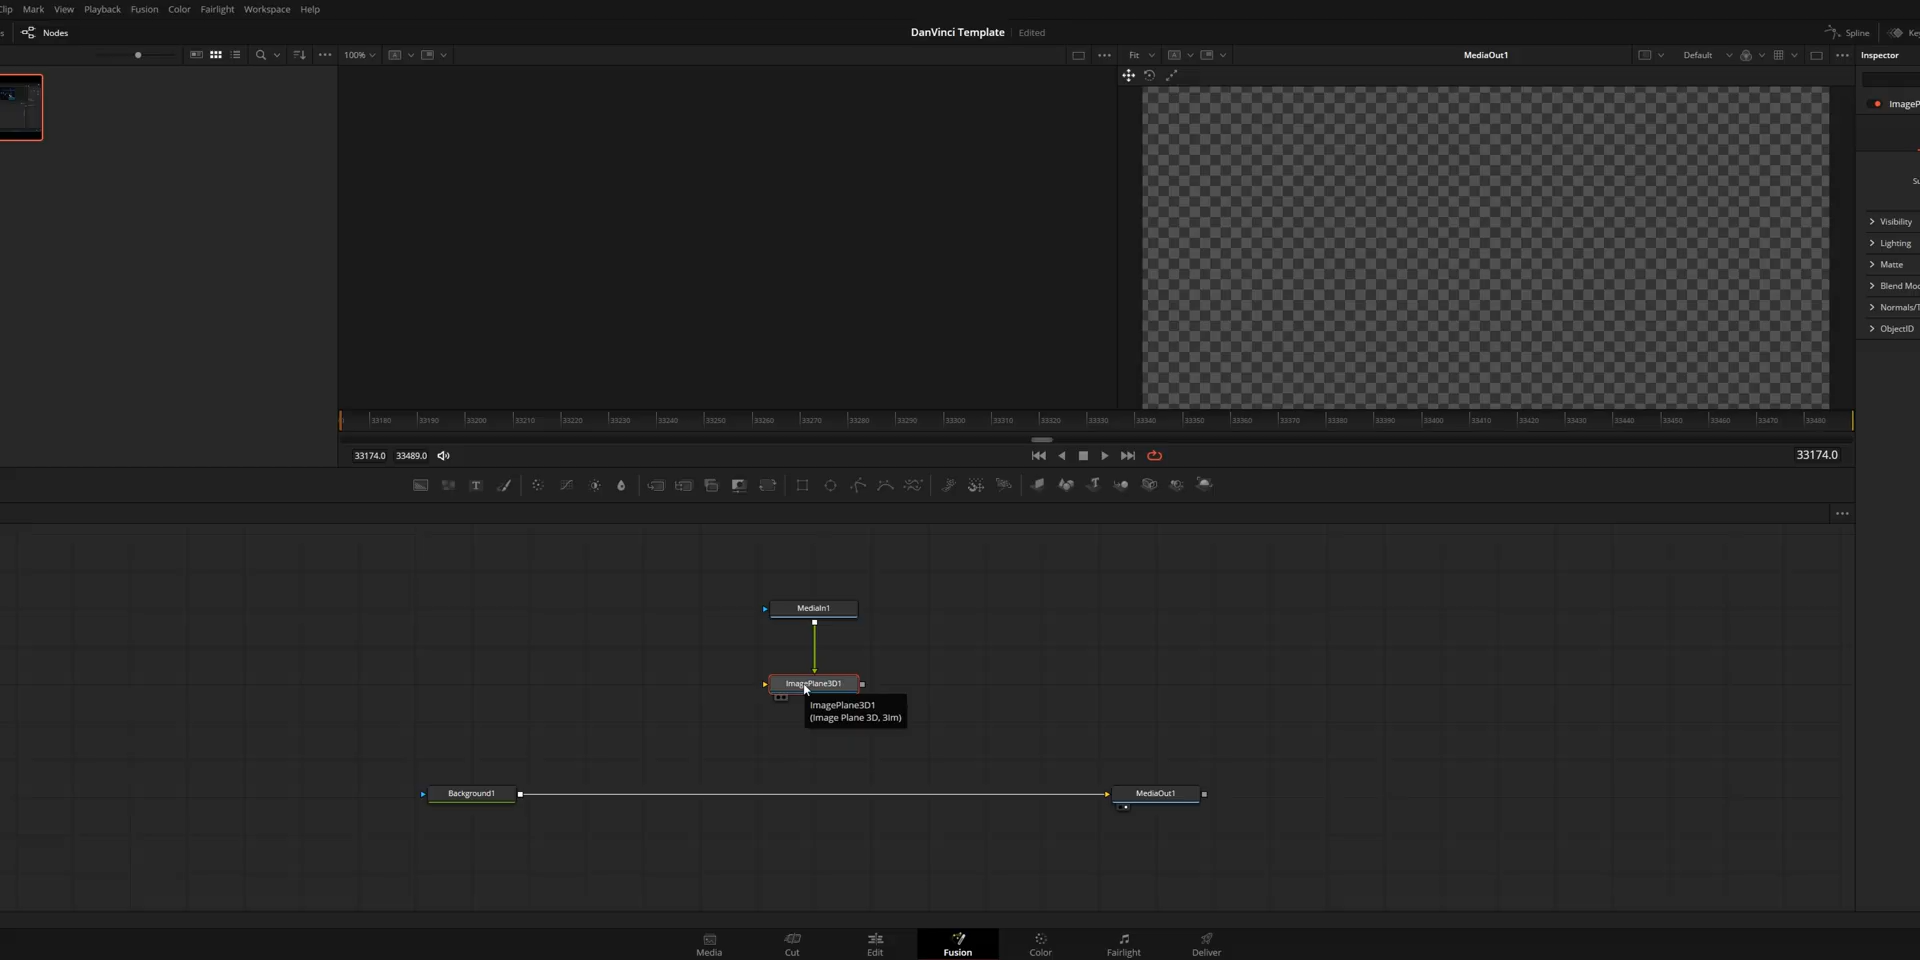 Clip Mark View Playback Fusion Color Fairlight Workspace Help
Nodes
DanVinci Template Edited
Spline
100%
Fit
MediaOut1
Default
Inspector
Visibility
Lighting
Matte
Blend Mo
Normals/T
ObjectID
33180 33190 33200 33210 33220 33230 33240 33250 33260 33270 33280 33290 33300 33310 33320 33330 33340 33350 33360 33370 33380 33390 33400 33410 33420 33430 33440 33450 33460 33470 33480
33174.0 33489.0
33174.0
MediaIn1
ImagePlane3D1
ImagePlane3D1
(Image Plane 3D, 3Im)
Background1
MediaOut1
Media Cut Edit Fusion Color Fairlight Deliver